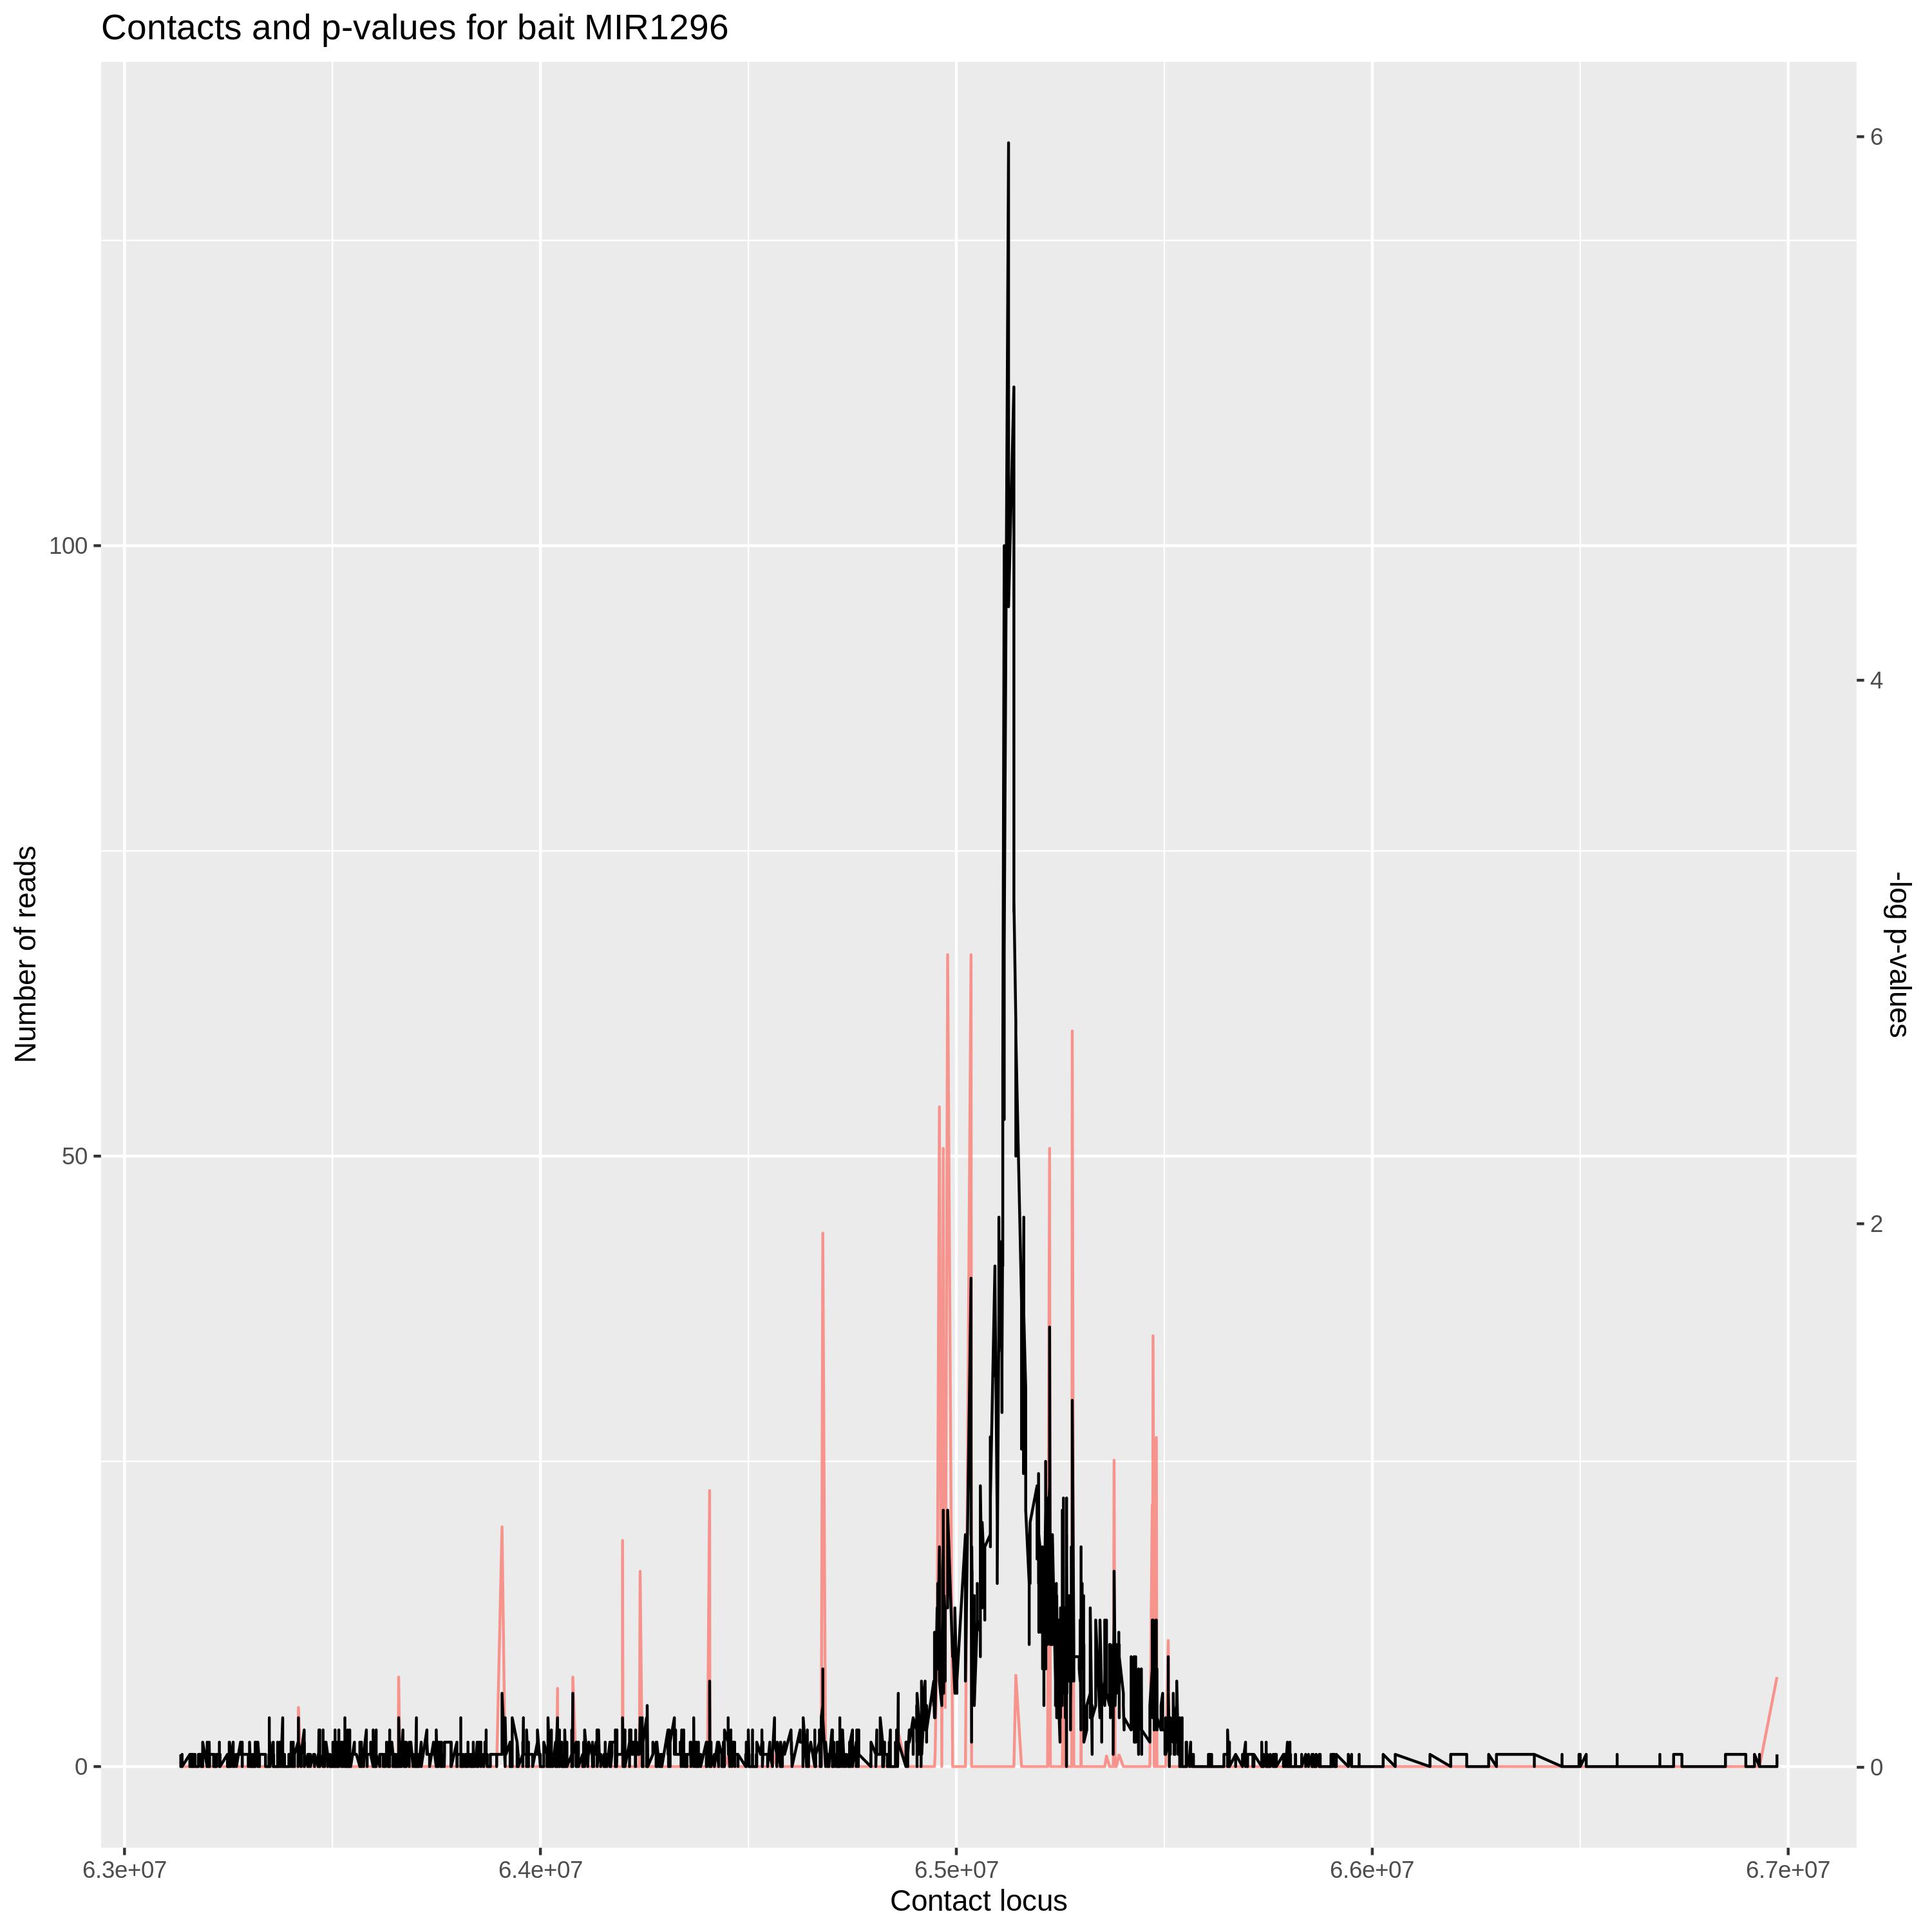 Contacts and p-values for bait MIR1296
6
100
4
Number of reads
-log p-values
50
2
0
0
6.3e+07 6.4e+07 6.5e+07 6.6e+07 6.7e+07
Contact locus